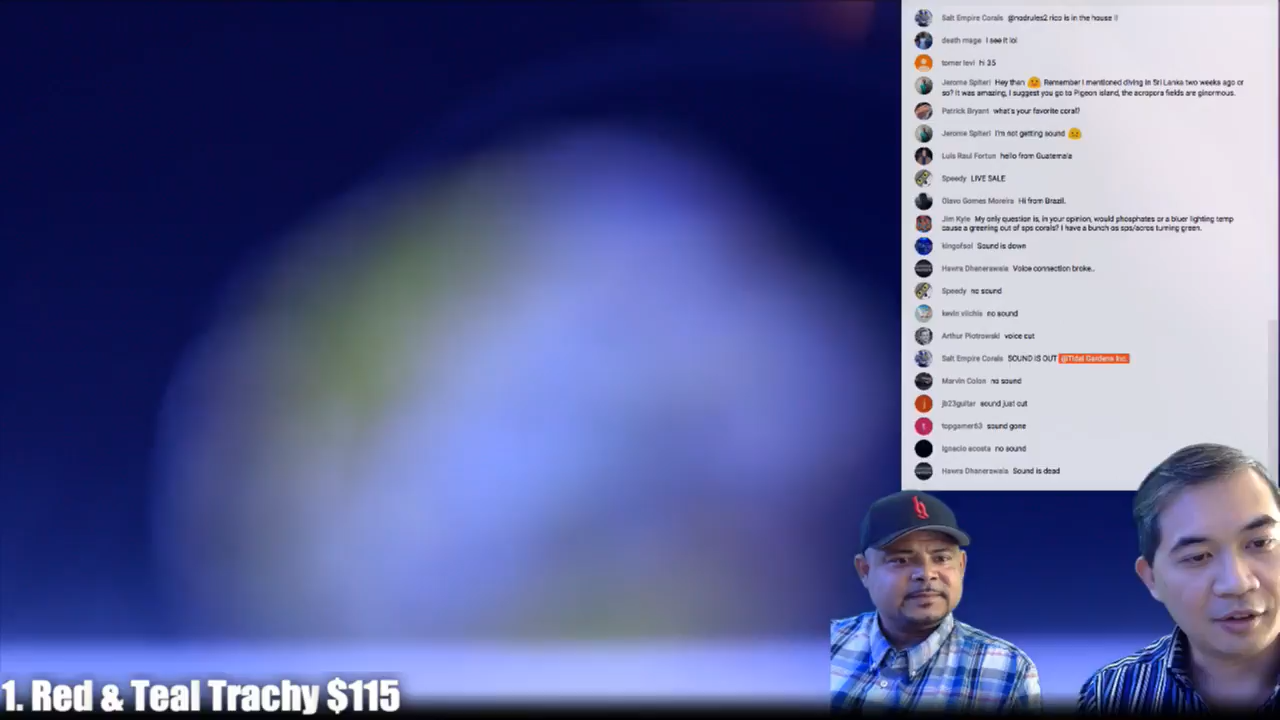 Salt Empire Corals @nadrules2 rico is in the house !!
death mage I see it lol
tomer levi hi 35
Jerome Spiteri Hey than Remember I mentioned diving in Sri Lanka two weeks ago or
so? It was amazing, I suggest you go to Pigeon island, the acropora fields are ginormous.
Patrick Bryant what's your favorite coral?
Jerome Spiteri I'm not getting sound
Luis Raul Fortun hello from Guatemala
Speedy LIVE SALE
Olavo Gomes Moreira Hi from Brazil.
Jim Kyle My only question is, in your opinion, would phosphates or a bluer lighting temp
cause a greening out of sps corals? I have a bunch os sps/acros turning green.
kingofsol Sound is down
Hawra Dhanerawala Voice connection broke..
Speedy no sound
kevin vilchis no sound
Arthur Piotrowski voice cut
Salt Empire Corals SOUND IS OUT @Tidal Gardens Inc.
Marvin Colon no sound
jb23guitar sound just cut
topgamer63 sound gone
Ignacio acosta no sound
Hawra Dhanerawala Sound is dead
1. Red & Teal Trachy $115